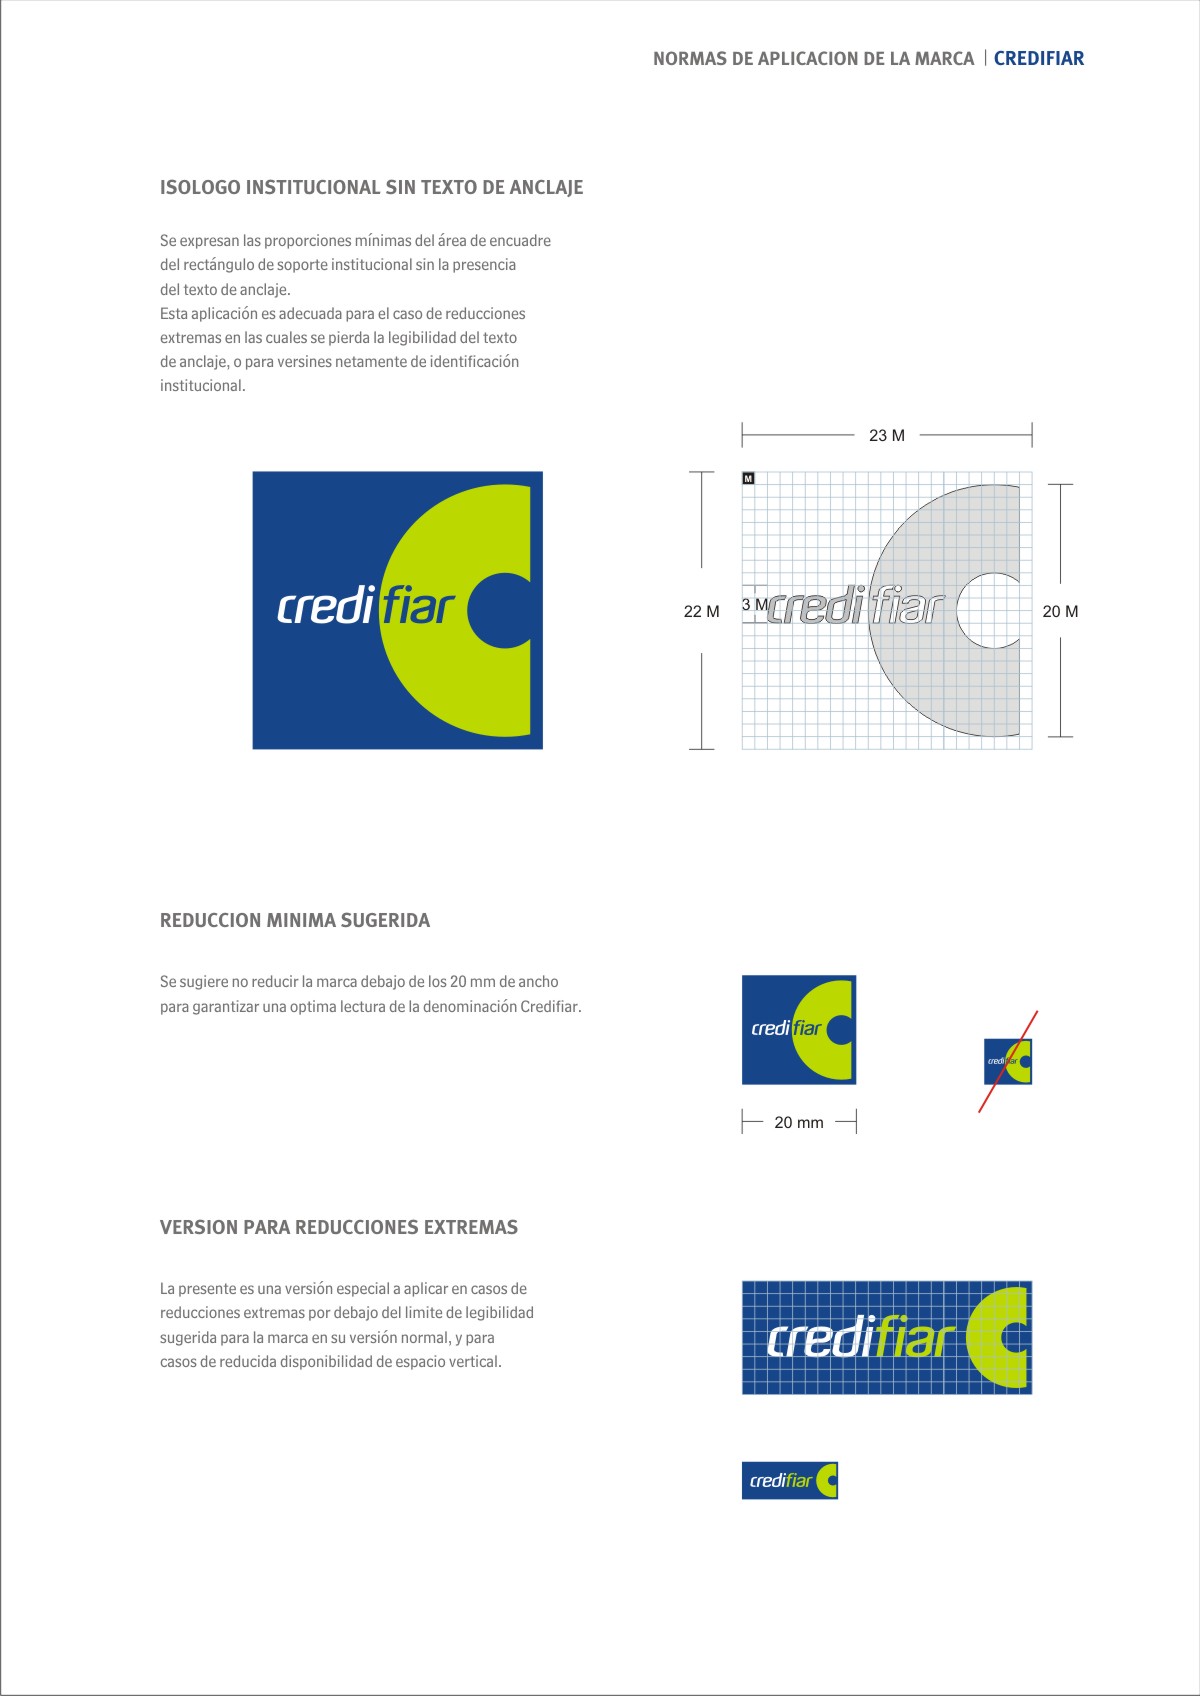 NORMAS DE APLICACION DE LA MARCA | CREDIFIAR
ISOLOGO INSTITUCIONAL SIN TEXTO DE ANCLAJE
Se expresan las proporciones mínimas del área de encuadre
del rectángulo de soporte institucional sin la presencia
del texto de anclaje.
Esta aplicación es adecuada para el caso de reducciones
extremas en las cuales se pierda la legibilidad del texto
de anclaje, o para versines netamente de identificación
institucional.
credifiar
23 M
M
22 M
3 M
credifiar
20 M
REDUCCION MINIMA SUGERIDA
Se sugiere no reducir la marca debajo de los 20 mm de ancho
para garantizar una optima lectura de la denominación Credifiar.
credifiar
credifiar
20 mm
VERSION PARA REDUCCIONES EXTREMAS
La presente es una versión especial a aplicar en casos de
reducciones extremas por debajo del limite de legibilidad
sugerida para la marca en su versión normal, y para
casos de reducida disponibilidad de espacio vertical.
credifiar
credifiar